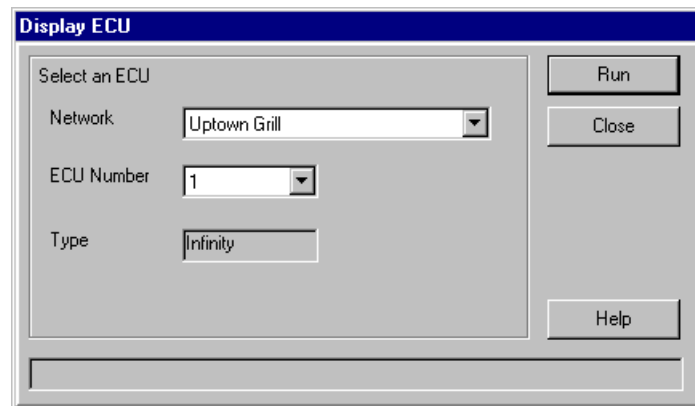 Display ECU
Select an ECU
Run
Network
Uptown Grill
Close
ECU Number
1
Type
Infinity
Help